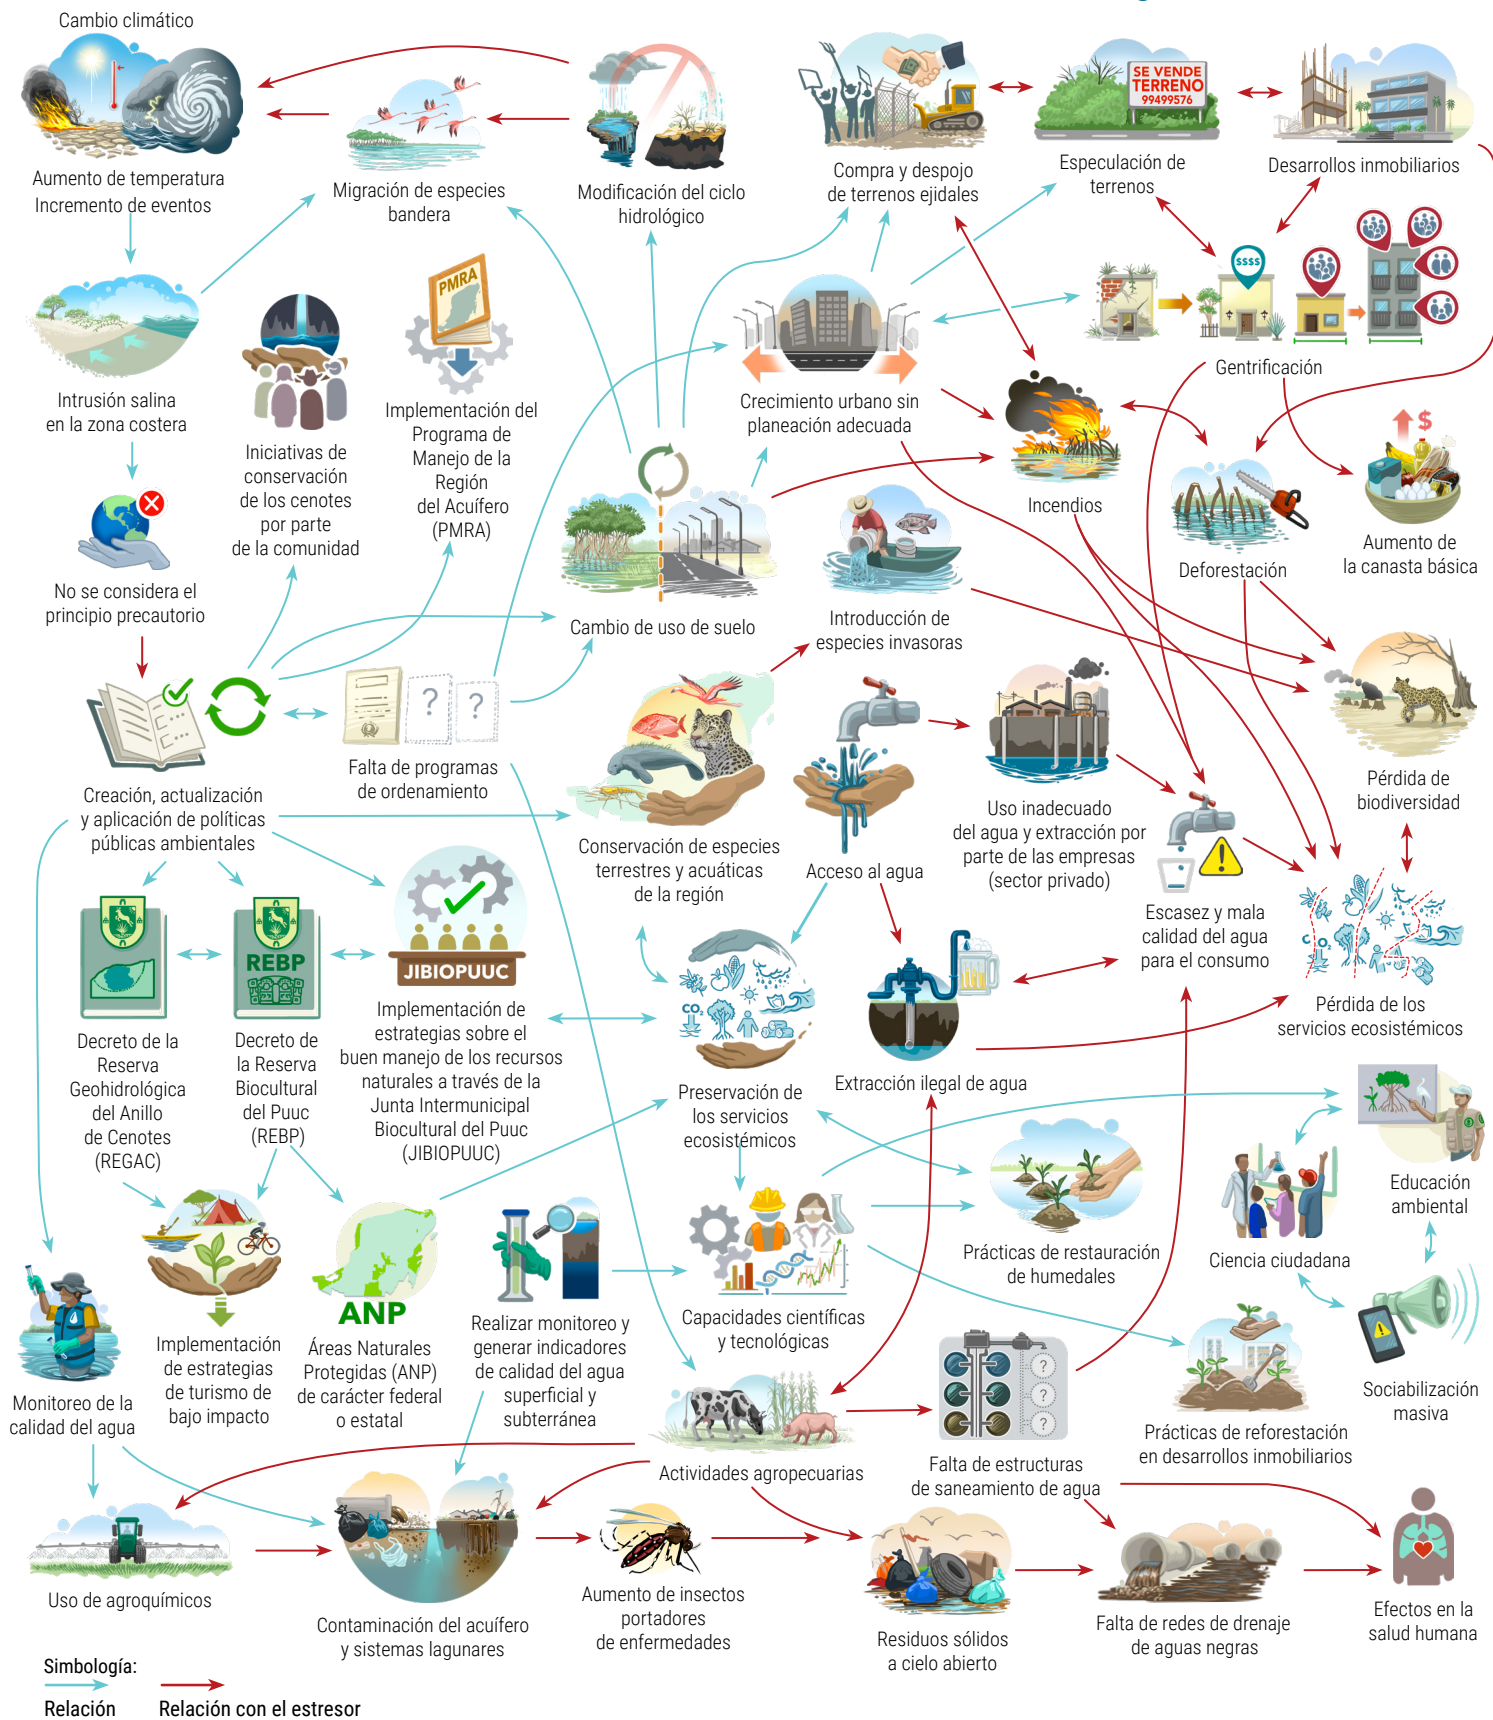 Cambio climático
Aumento de temperatura
Incremento de eventos
Migración de especies
bandera
Modificación del ciclo
hidrológico
Compra y despojo
de terrenos ejidales
SE VENDE
TERRENO
99499576
Especulación de
terrenos
Desarrollos inmobiliarios
Intrusión salina
en la zona costera
Iniciativas de
conservación
de los cenotes
por parte
de la comunidad
PMRA
Implementación del
Programa de
Manejo de la
Región
del Acuífero
(PMRA)
Crecimiento urbano sin
planeación adecuada
$$$$
Gentrificación
Incendios
Deforestación
$
Aumento de
la canasta básica
No se considera el
principio precautorio
Cambio de uso de suelo
Introducción de
especies invasoras
Creación, actualización
y aplicación de políticas
públicas ambientales
?
?
Falta de programas
de ordenamiento
Conservación de especies
terrestres y acuáticas
de la región
Acceso al agua
Uso inadecuado
del agua y extracción por
parte de las empresas
(sector privado)
Escasez y mala
calidad del agua
para el consumo
Pérdida de
biodiversidad
CO2
Pérdida de los
servicios ecosistémicos
Decreto de la
Reserva
Geohidrológica
del Anillo
de Cenotes
(REGAC)
REBP
Decreto de
la Reserva
Biocultural
del Puuc
(REBP)
JIBIOPUUC
Implementación de
estrategias sobre el
buen manejo de los recursos
naturales a través de la
Junta Intermunicipal
Biocultural del Puuc
(JIBIOPUUC)
CO2
Preservación de
los servicios
ecosistémicos
Extracción ilegal de agua
Educación
ambiental
Ciencia ciudadana
Prácticas de restauración
de humedales
Monitoreo de la
calidad del agua
Implementación
de estrategias
de turismo de
bajo impacto
ANP
Áreas Naturales
Protegidas (ANP)
de carácter federal
o estatal
Realizar monitoreo y
generar indicadores
de calidad del agua
superficial y
subterránea
Capacidades científicas
y tecnológicas
Actividades agropecuarias
?
?
?
Falta de estructuras
de saneamiento de agua
Prácticas de reforestación
en desarrollos inmobiliarios
Sociabilización
masiva
Uso de agroquímicos
Contaminación del acuífero
y sistemas lagunares
Aumento de insectos
portadores
de enfermedades
Residuos sólidos
a cielo abierto
Falta de redes de drenaje
de aguas negras
Efectos en la
salud humana
Simbología:
Relación
Relación con el estresor